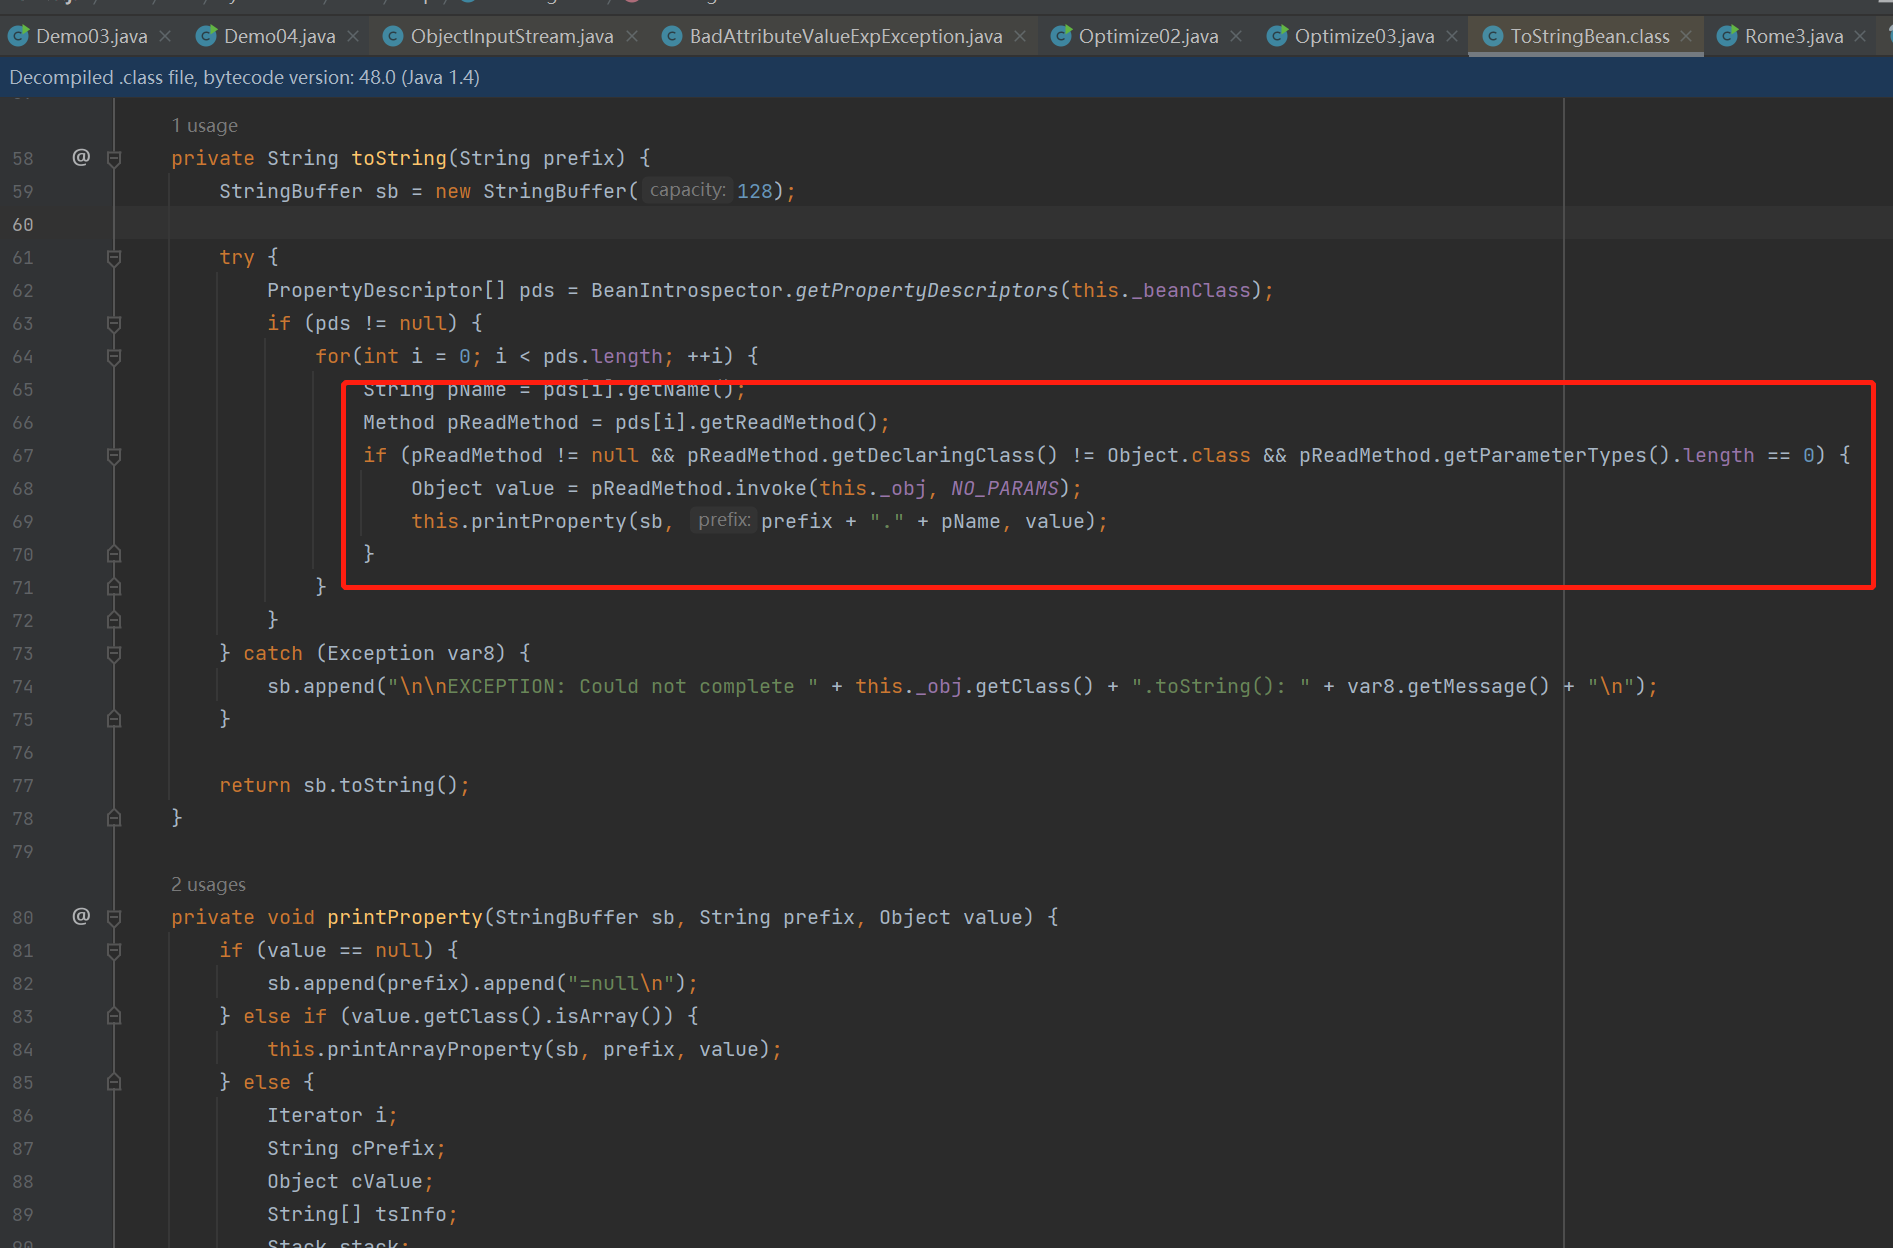 Demo03.java Demo04.java ObjectInputStream.java BadAttributeValueExpException.java Optimize02.java Optimize03.java ToStringBean.class Rome3.java
Decompiled .class file, bytecode version: 48.0 (Java 1.4)
1 usage
58 @ private String toString(String prefix) {
59 StringBuffer sb = new StringBuffer( capacity: 128);
60
61 try {
62 PropertyDescriptor[] pds = BeanIntrospector.getPropertyDescriptors(this._beanClass);
63 if (pds != null) {
64 for(int i = 0; i < pds.length; ++i) {
65 String pName = pds[i].getName();
66 Method pReadMethod = pds[i].getReadMethod();
67 if (pReadMethod != null && pReadMethod.getDeclaringClass() != Object.class && pReadMethod.getParameterTypes().length == 0) {
68 Object value = pReadMethod.invoke(this._obj, NO_PARAMS);
69 this.printProperty(sb, prefix: prefix + "." + pName, value);
70 }
71 }
72 }
73 } catch (Exception var8) {
74 sb.append("\n\nEXCEPTION: Could not complete " + this._obj.getClass() + ".toString(): " + var8.getMessage() + "\n");
75 }
76
77 return sb.toString();
78 }
79
2 usages
80 @ private void printProperty(StringBuffer sb, String prefix, Object value) {
81 if (value == null) {
82 sb.append(prefix).append("=null\n");
83 } else if (value.getClass().isArray()) {
84 this.printArrayProperty(sb, prefix, value);
85 } else {
86 Iterator i;
87 String cPrefix;
88 Object cValue;
89 String[] tsInfo;
90 Stack stack;